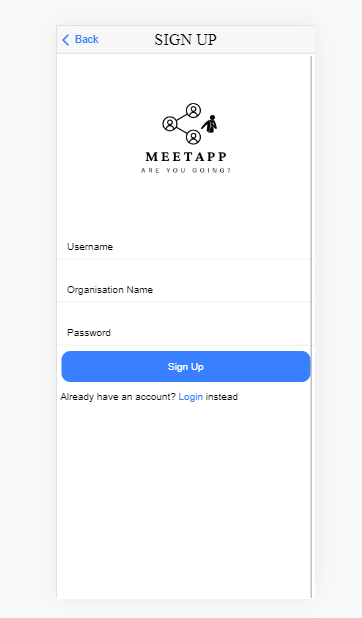 Back SIGN UP
MEETAPP
ARE YOU GOING?
Username
Organisation Name
Password
Sign Up
Already have an account? Login instead